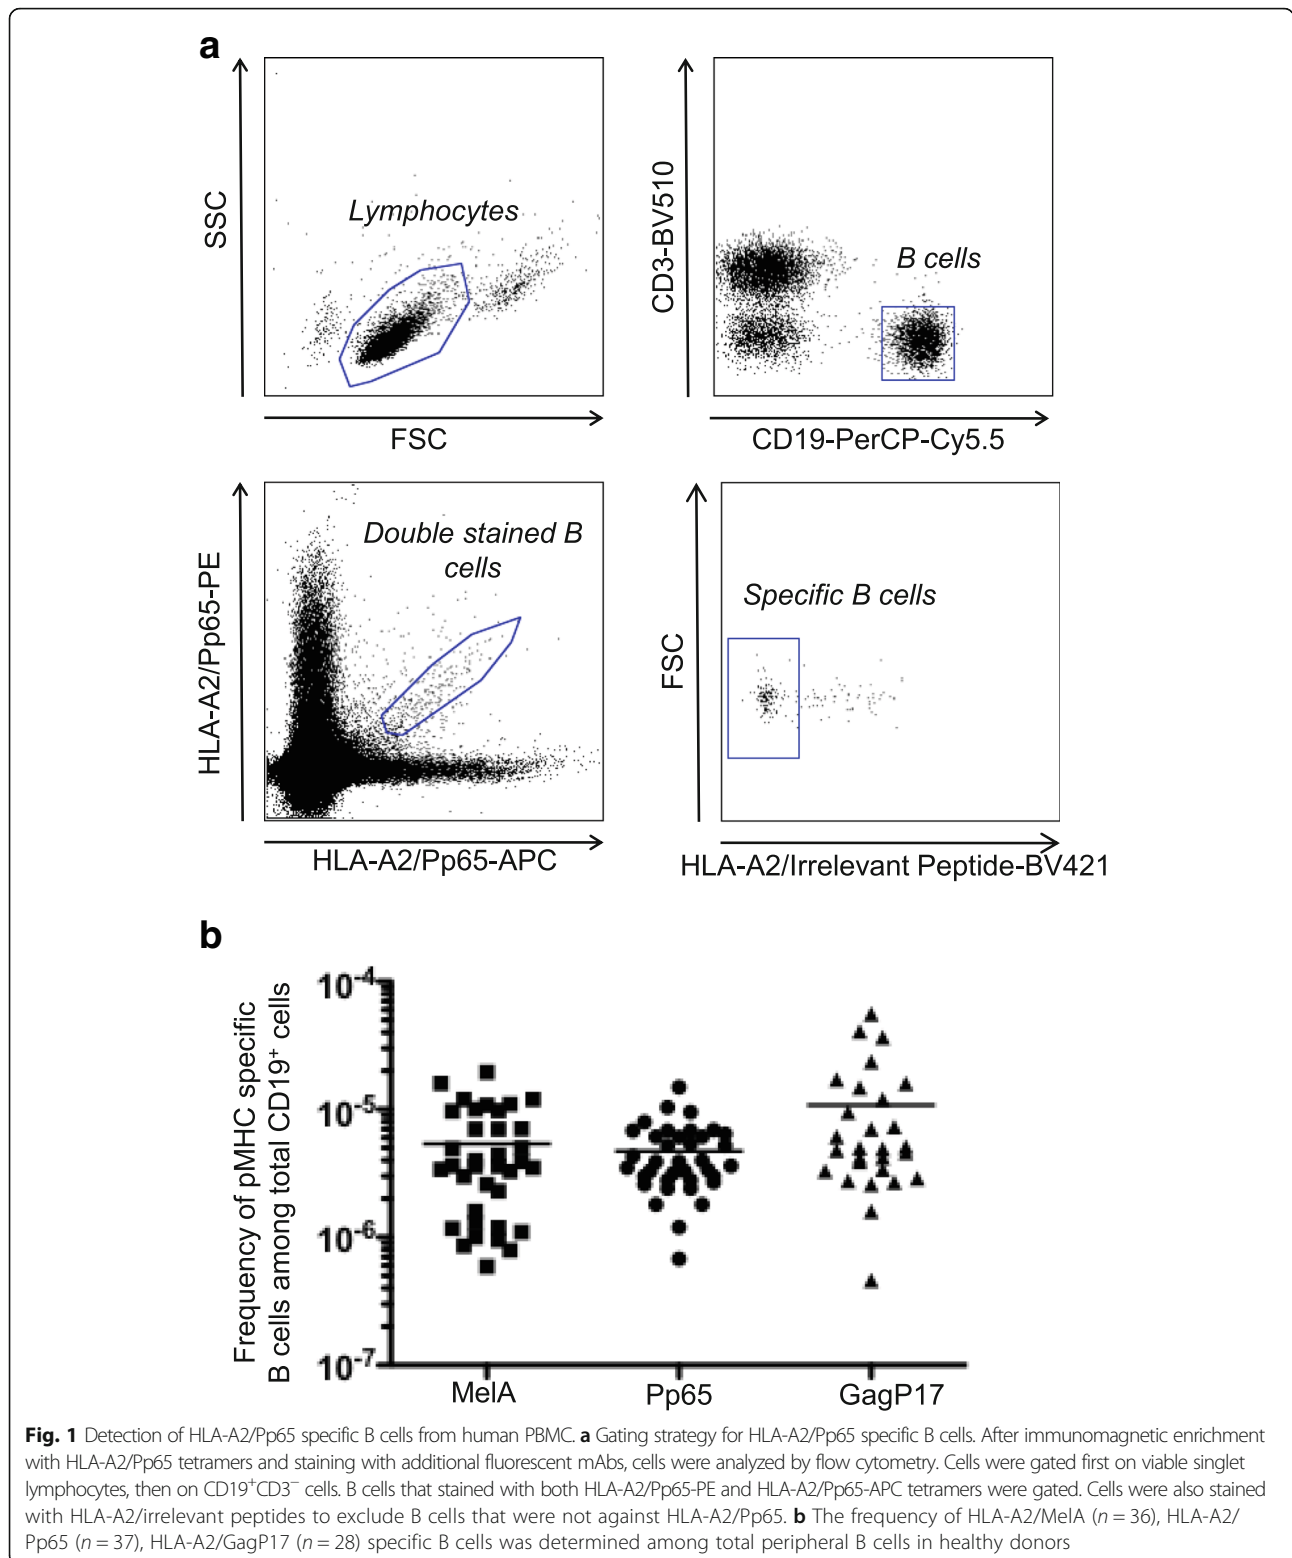 a
SSC
Lymphocytes
FSC
CD3-BV510
B cells
CD19-PerCP-Cy5.5
HLA-A2/Pp65-PE
Double stained B
cells
HLA-A2/Pp65-APC
FSC
Specific B cells
HLA-A2/Irrelevant Peptide-BV421
b
Frequency of pMHC specific
B cells among total CD19⁺ cells
10⁻⁴
10⁻⁵
10⁻⁶
10⁻⁷
MelA
Pp65
GagP17
Fig. 1 Detection of HLA-A2/Pp65 specific B cells from human PBMC. a Gating strategy for HLA-A2/Pp65 specific B cells. After immunomagnetic enrichment
with HLA-A2/Pp65 tetramers and staining with additional fluorescent mAbs, cells were analyzed by flow cytometry. Cells were gated first on viable singlet
lymphocytes, then on CD19⁺CD3⁻ cells. B cells that stained with both HLA-A2/Pp65-PE and HLA-A2/Pp65-APC tetramers were gated. Cells were also stained
with HLA-A2/irrelevant peptides to exclude B cells that were not against HLA-A2/Pp65. b The frequency of HLA-A2/MelA (n = 36), HLA-A2/
Pp65 (n = 37), HLA-A2/GagP17 (n = 28) specific B cells was determined among total peripheral B cells in healthy donors